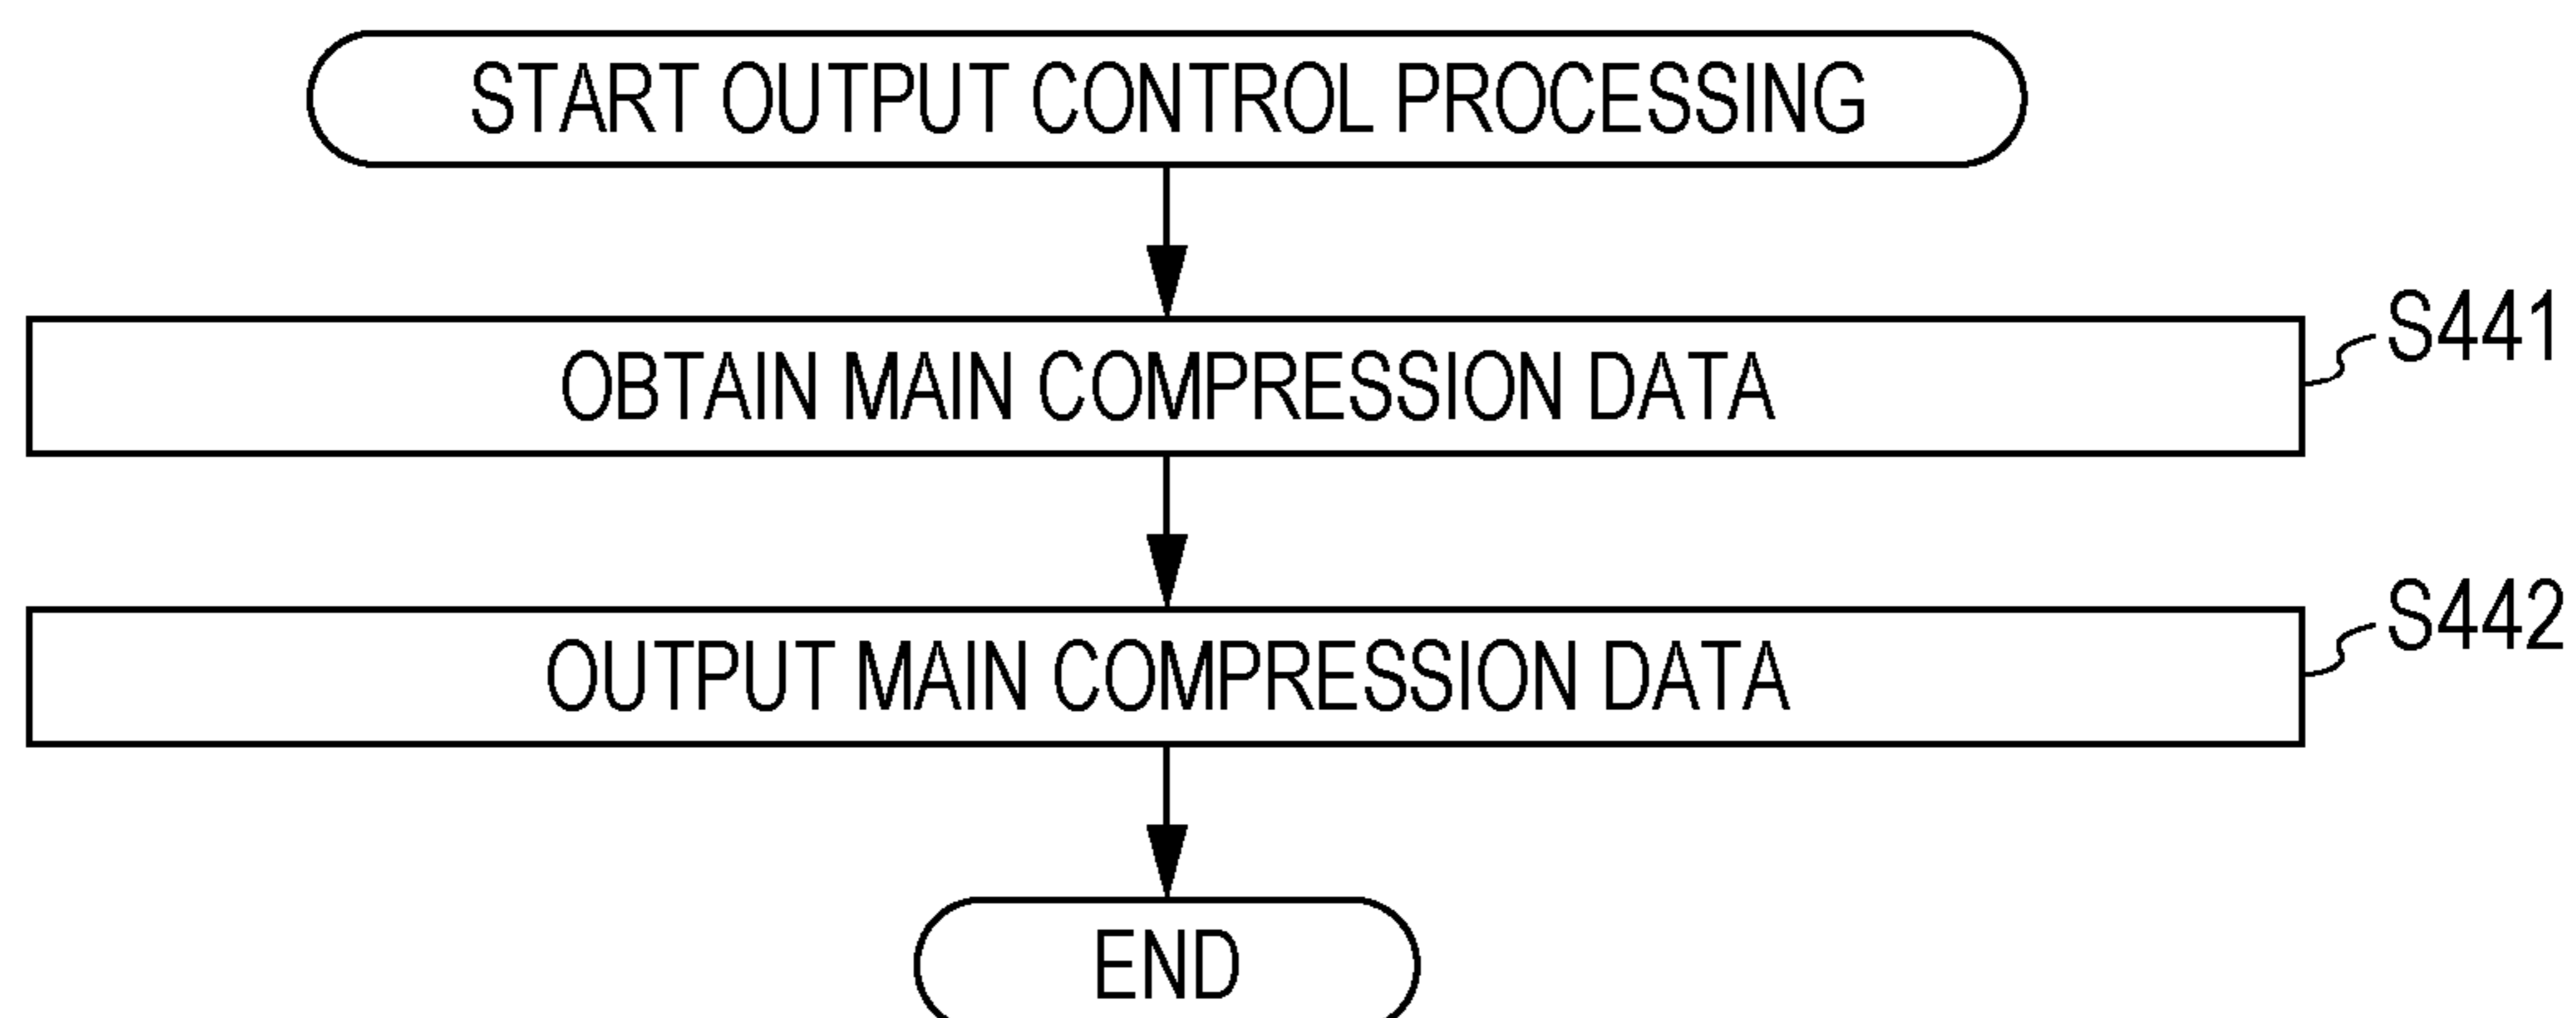 START OUTPUT CONTROL PROCESSING
OBTAIN MAIN COMPRESSION DATA
S441
OUTPUT MAIN COMPRESSION DATA
S442
END